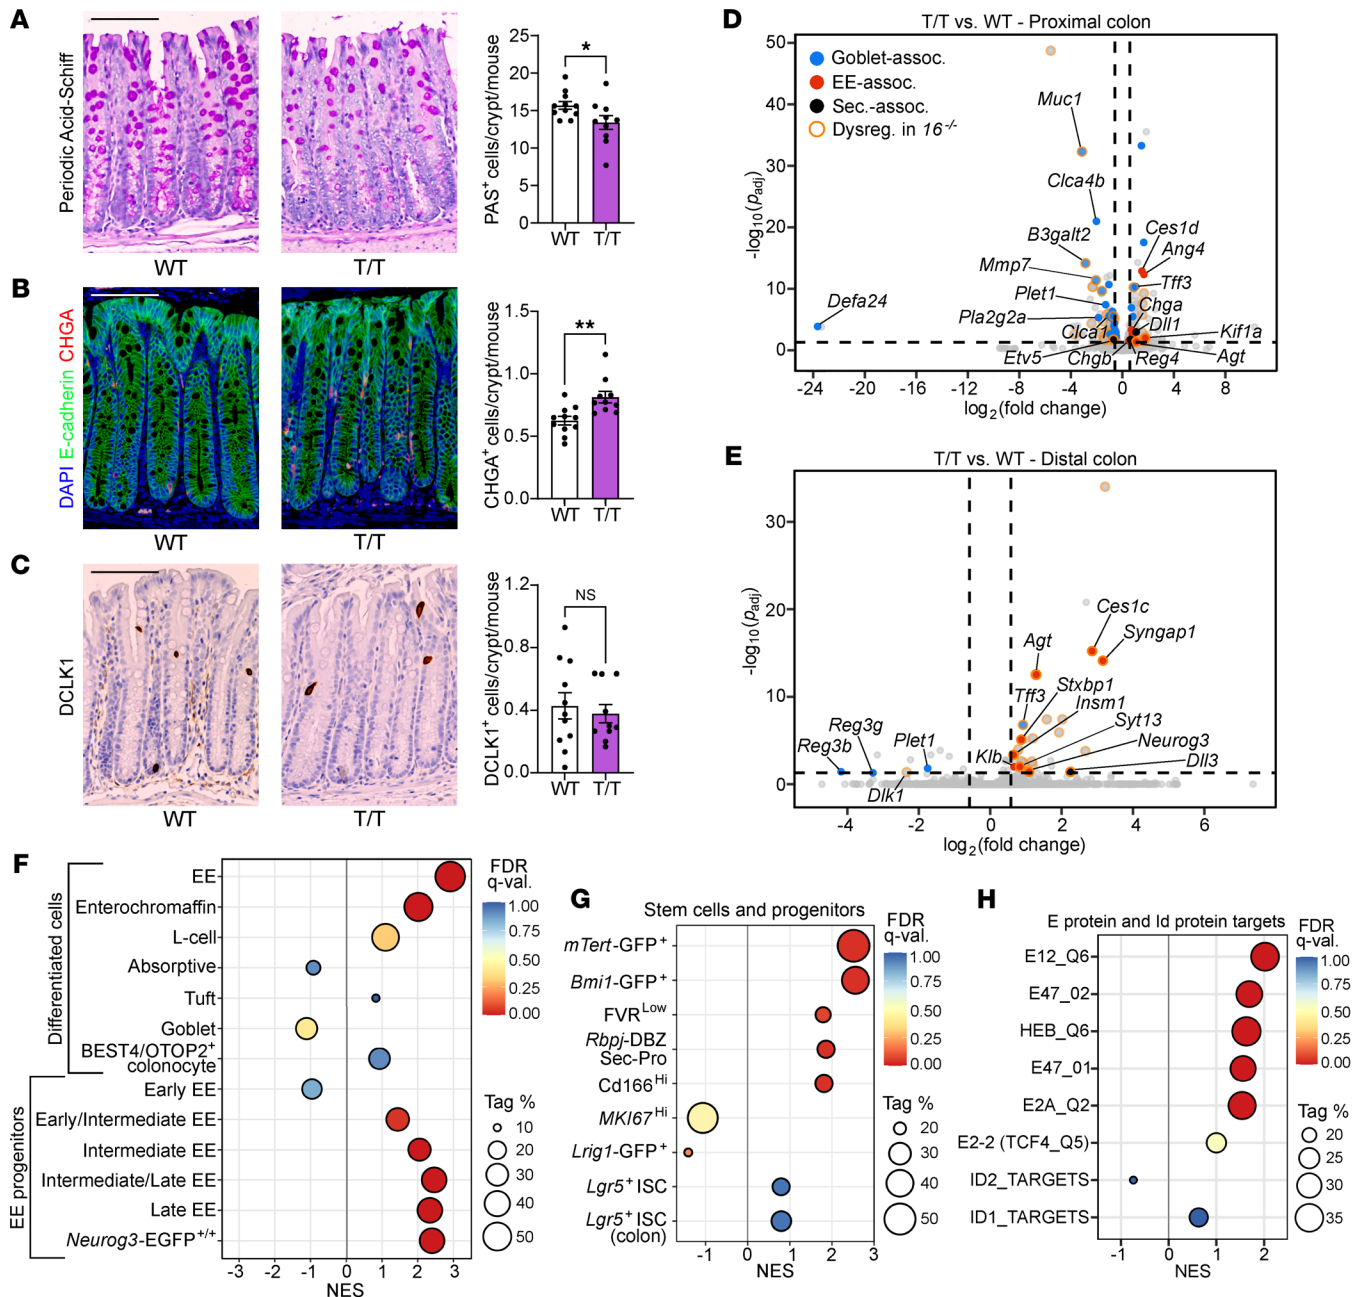 A
Periodic Acid-Schiff
WT
T/T
PAS+ cells/crypt/mouse
25
20
15
10
5
0
*
WT
T/T
B
DAPI E-cadherin CHGA
WT
T/T
CHGA+ cells/crypt/mouse
1.5
1.0
0.5
0.0
**
WT
T/T
C
DCLK1
WT
T/T
DCLK1+ cells/crypt/mouse
1.2
0.8
0.4
0.0
NS
WT
T/T
D
T/T vs. WT - Proximal colon
Goblet-assoc.
EE-assoc.
Sec.-assoc.
Dysreg. in 16-/-
-log10(padj)
50
40
30
20
10
0
Muc1
Clca4b
B3galt2
Mmp7
Plet1
Pla2g2a
Defa24
Clca1
Etv5
Chgb
Ces1d
Ang4
Tff3
Chga
Dll1
Kif1a
Reg4
Agt
-24 -20 -16 -12 -8 -4 0 4 8
log2(fold change)
E
T/T vs. WT - Distal colon
-log10(padj)
30
20
10
0
Ces1c
Syngap1
Agt
Stxbp1
Tff3
Insm1
Syt13
Reg3g
Plet1
Neurog3
Reg3b
Klb
Dll3
Dlk1
-4 -2 0 2 4 6
log2(fold change)
F
Differentiated cells
EE
Enterochromaffin
L-cell
Absorptive
Tuft
Goblet
BEST4/OTOP2+
colonocyte
EE progenitors
Early EE
Early/Intermediate EE
Intermediate EE
Intermediate/Late EE
Late EE
Neurog3-EGFP+/+
-3 -2 -1 0 1 2 3
NES
FDR
q-val.
1.00
0.75
0.50
0.25
0.00
Tag %
10
20
30
40
50
G
Stem cells and progenitors
mTert-GFP+
Bmi1-GFP+
FVRLow
Rbpj-DBZ
Sec-Pro
Cd166Hi
MKI67Hi
Lrig1-GFP+
Lgr5+ ISC
Lgr5+ ISC
(colon)
-1 0 1 2 3
NES
FDR
q-val.
1.00
0.75
0.50
0.25
0.00
Tag %
20
30
40
50
H
E protein and Id protein targets
E12_Q6
E47_02
HEB_Q6
E47_01
E2A_Q2
E2-2 (TCF4_Q5)
ID2_TARGETS
ID1_TARGETS
-1 0 1 2
NES
FDR
q-val.
1.00
0.75
0.50
0.25
0.00
Tag %
20
25
30
35